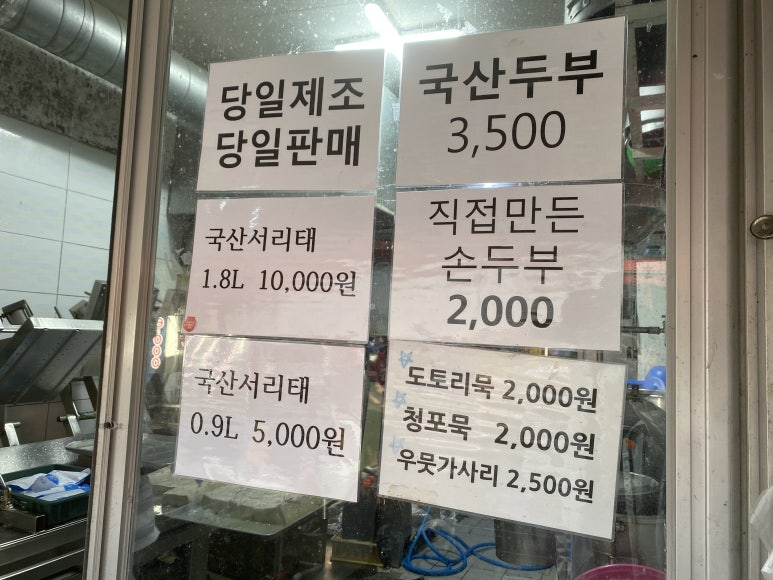 당일제조
당일판매
국산두부
3,500
국산서리태
1.8L 10,000원
직접만든
손두부
2,000
국산서리태
0.9L 5,000원
도토리묵 2,000원
청포묵 2,000원
우뭇가사리 2,500원